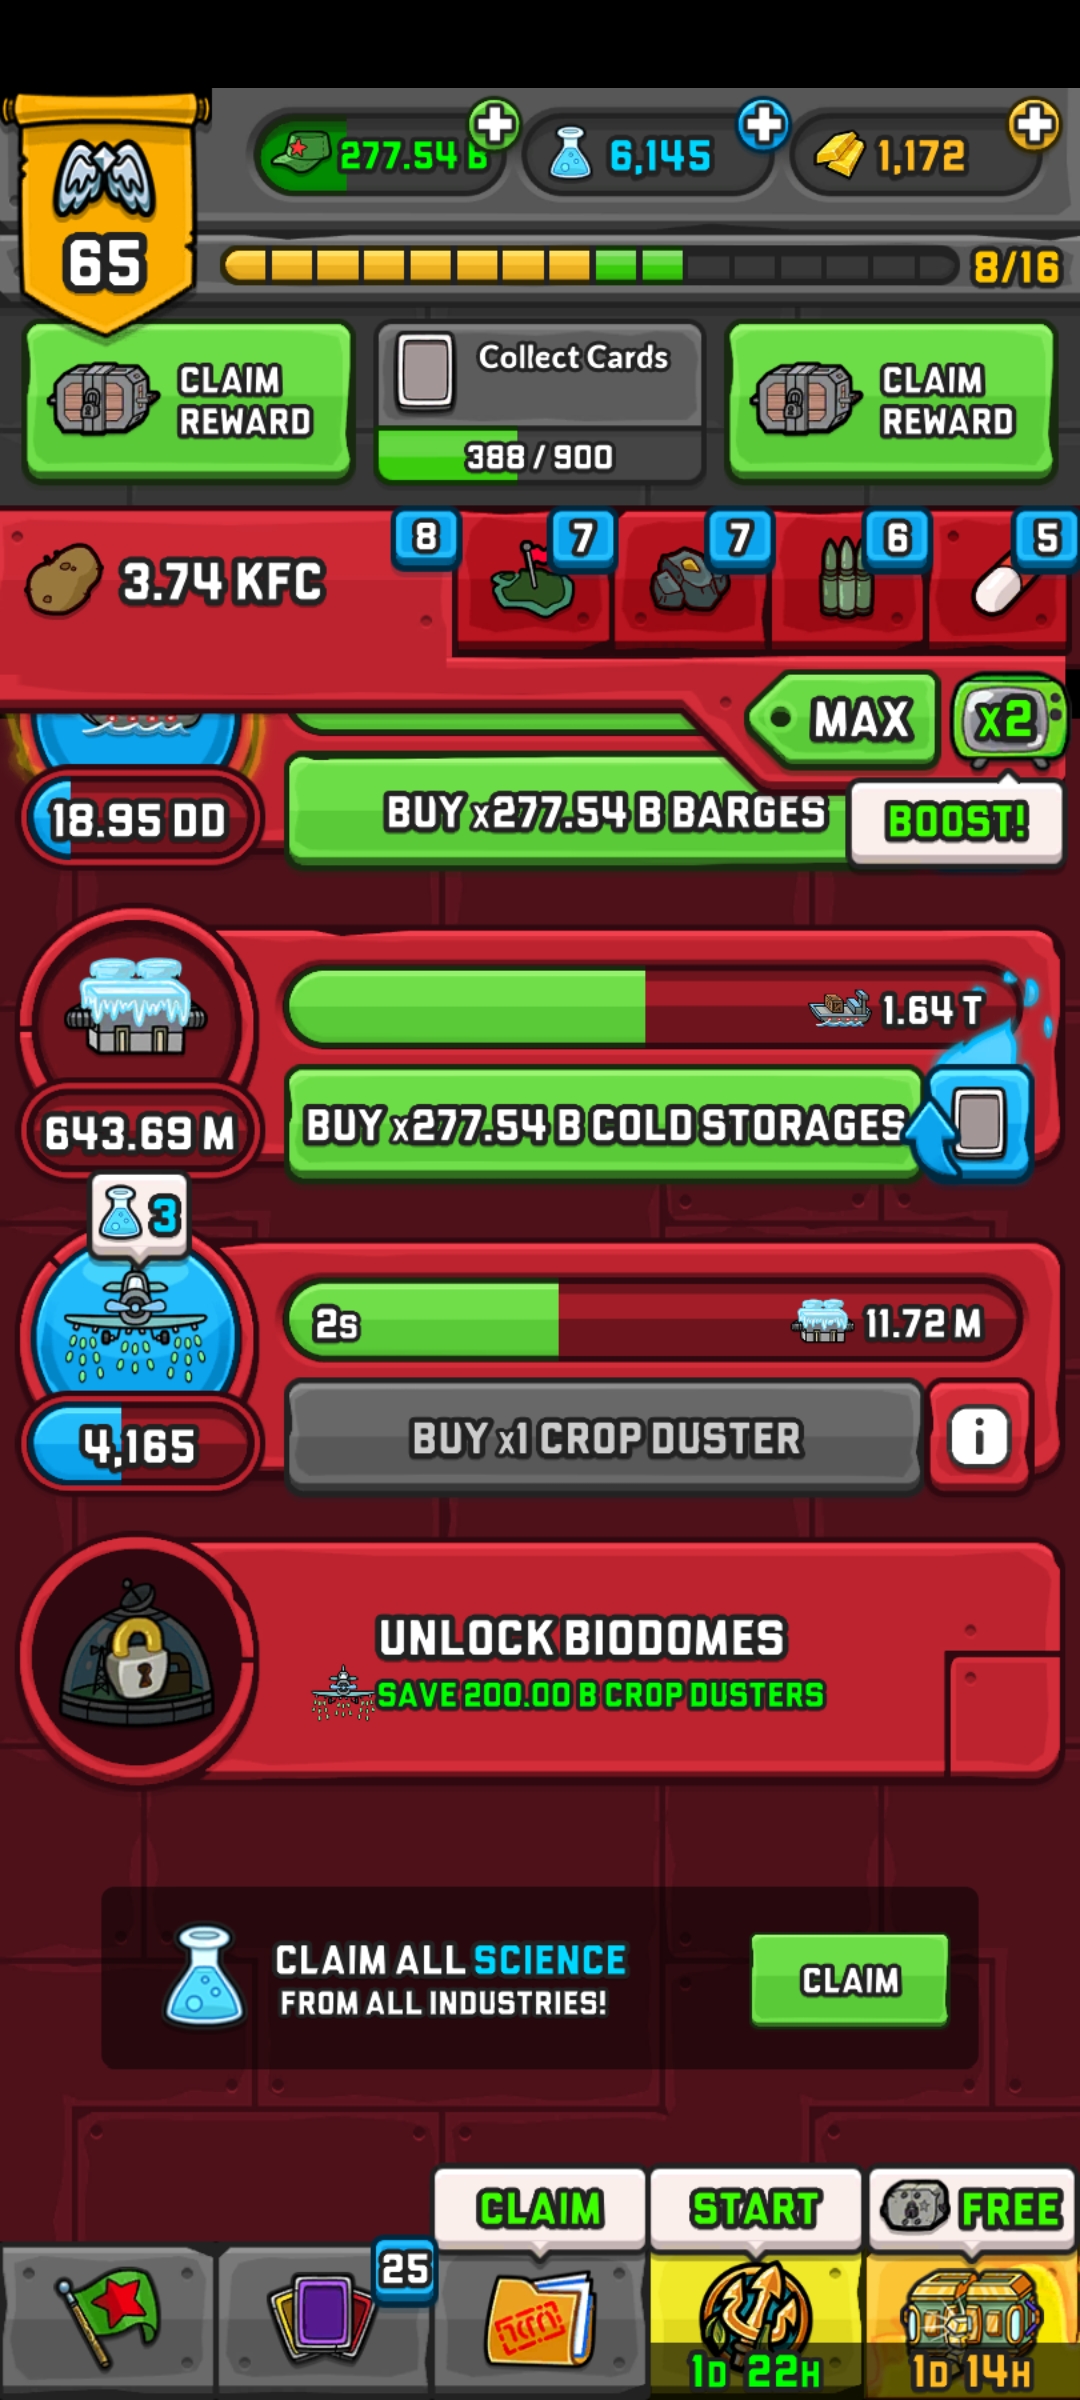 277.54 B
6,145
1,172
65
8/16
CLAIM
REWARD
Collect Cards
388 / 900
CLAIM
REWARD
3.74 KFC
8
7
7
6
5
MAX
x2
18.95 DD
BUY x277.54 B BARGES
BOOST!
1.64 T
643.69 M
BUY x277.54 B COLD STORAGES
3
2s
11.72 M
4,165
BUY x1 CROP DUSTER
i
UNLOCK BIODOMES
SAVE 200.00 B CROP DUSTERS
CLAIM ALL SCIENCE
FROM ALL INDUSTRIES!
CLAIM
CLAIM
START
FREE
25
1D 22H
1D 14H